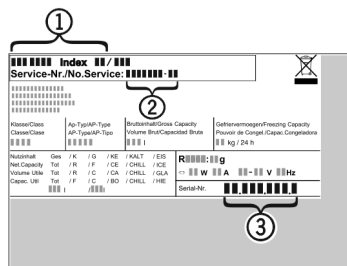 1
Index /
Service-Nr./No.Service: -
2
Klasse/Class
Classe/Clase
Ap-Typ/AP-Type
AP-Type/AP-Tipo
Bruttoinhalt/Gross Capacity
Volume Brut/Capacidad Bruta
l
Gefriervermoegen/Freezing Capacity
Pouvoir de Congel./Capac.Congeladora
kg / 24 h
Nutzinhalt Ges / K / G / KE / KALT / EIS
Net.Capacity Tot / R / F / CE / CHILL / ICE
Volume Utile Tot / R / C / CA / CHILL / GLA
Capac. Util Tot / F / C / BO / CHILL / HIE
l / l
R : g
W A - V Hz
Serial-Nr. . . .
3